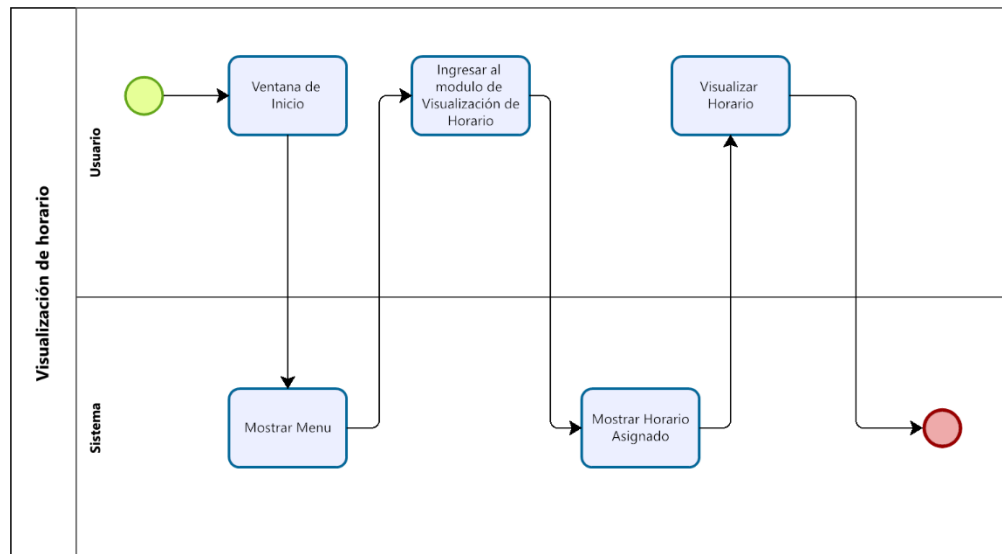 Visualización de horario
Usuario
Ventana de
Inicio
Ingresar al
modulo de
Visualización de
Horario
Visualizar
Horario
Sistema
Mostrar Menu
Mostrar Horario
Asignado